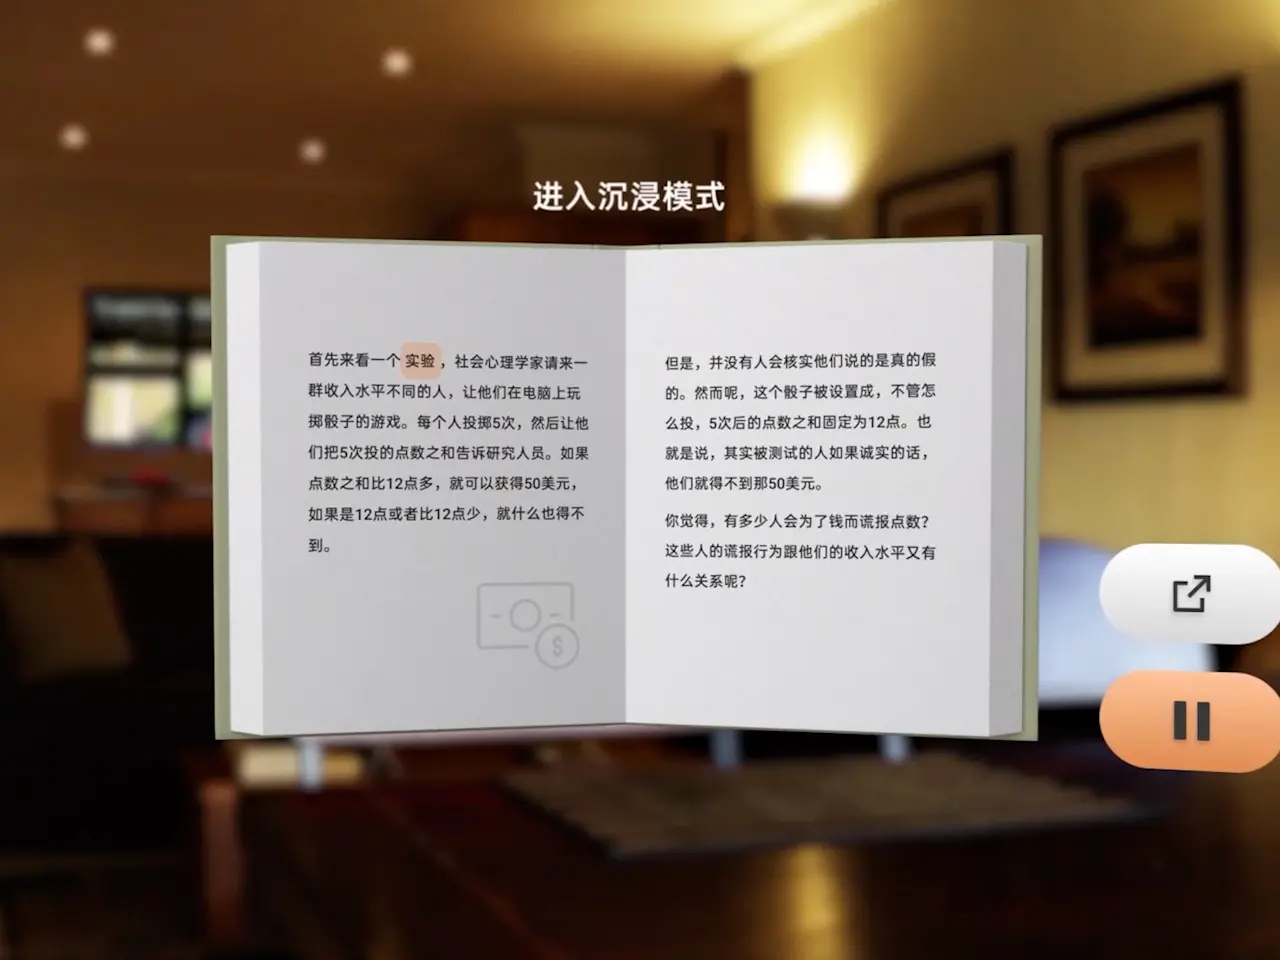 进入沉浸模式
首先来看一个实验，社会心理学家请来一
群收入水平不同的人，让他们在电脑上玩
掷骰子的游戏。每个人投掷5次，然后让他
们把5次投的点数之和告诉研究人员。如果
点数之和比12点多，就可以获得50美元，
如果是12点或者比12点少，就什么也得不
到。
但是，并没有人会核实他们说的是真的假
的。然而呢，这个骰子被设置成，不管怎
么投，5次后的点数之和固定为12点。也
就是说，其实被测试的人如果诚实的话，
他们就得不到那50美元。
你觉得，有多少人会为了钱而谎报点数？
这些人的谎报行为跟他们的收入水平又有
什么关系呢？